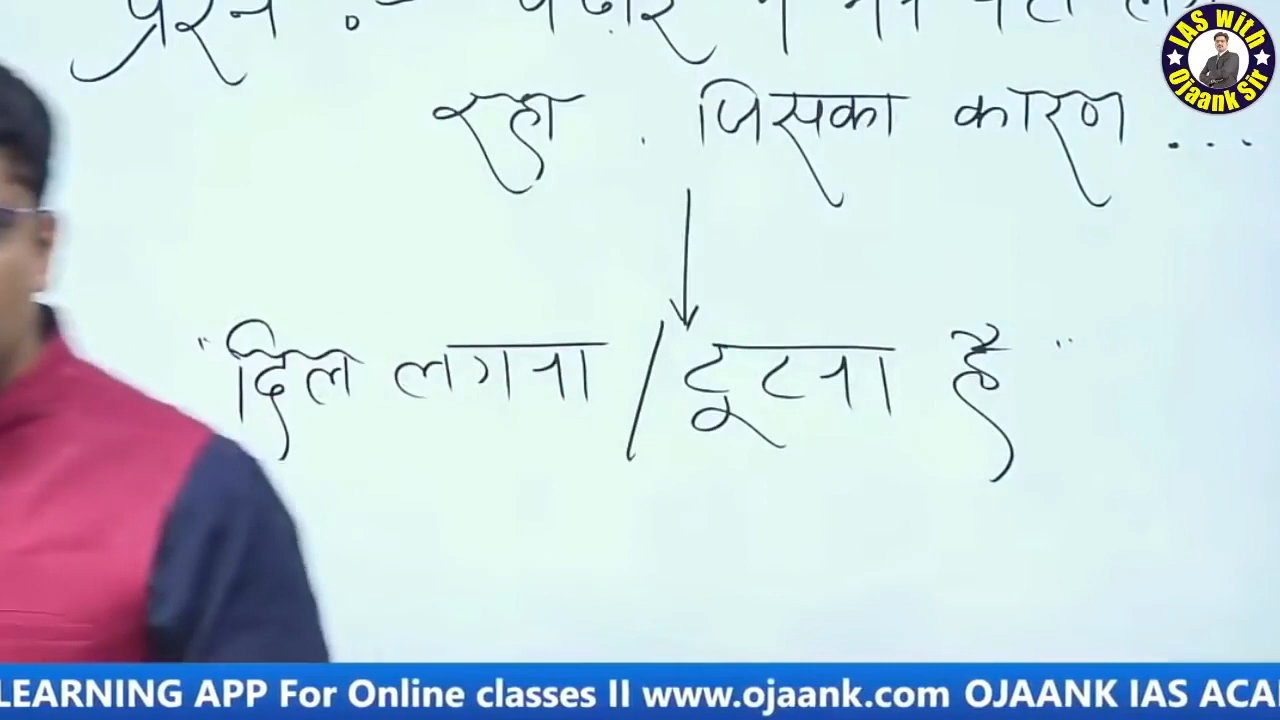 प्रश्न :-
रहा . जिसका कारण ...
"दिल लगना / टूटना है"
IAS with
Ojaank Sir
LEARNING APP For Online classes II www.ojaank.com OJAANK IAS ACA